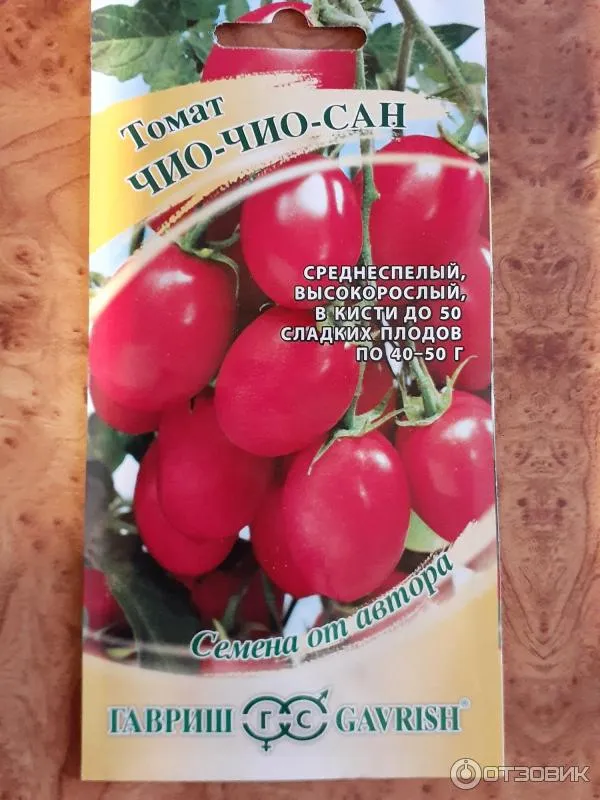 Томат
ЧИО-ЧИО-САН
СРЕДНЕСПЕЛЫЙ,
ВЫСОКОРОСЛЫЙ,
В КИСТИ ДО 50
СЛАДКИХ ПЛОДОВ
ПО 40–50 Г
Семена от автора
ГАВРИШ Г С GAVRISH®
ОТЗОВИК